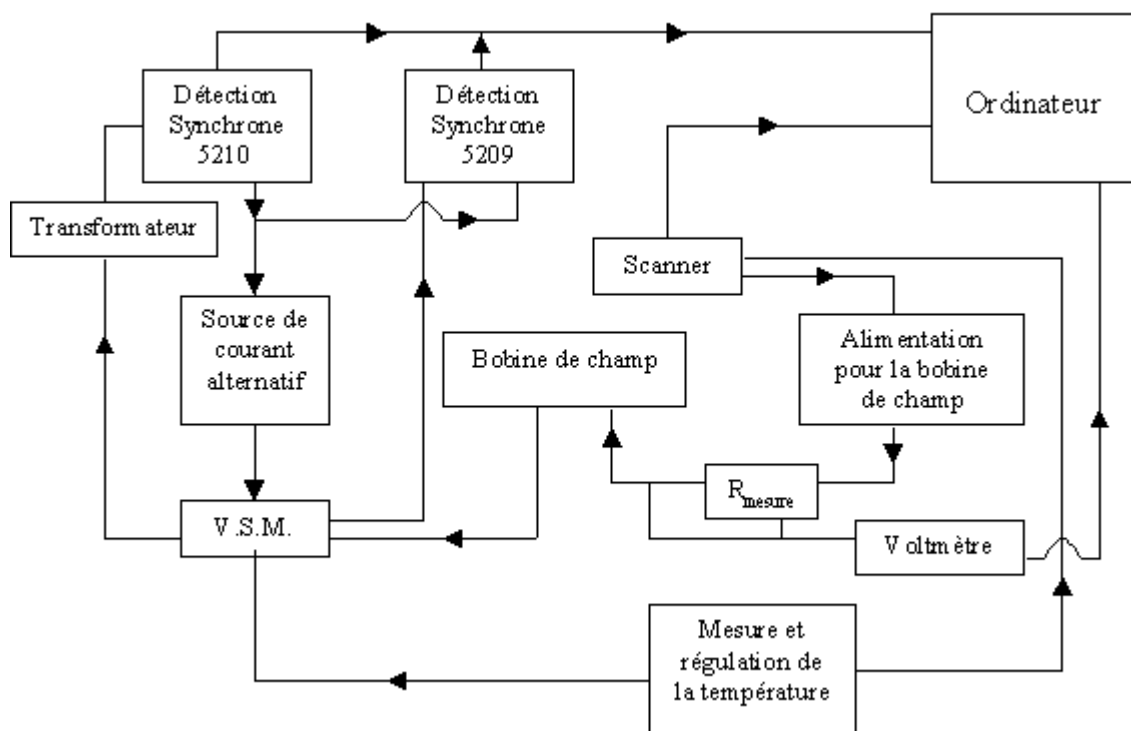 Détection
Synchrone
5210
Détection
Synchrone
5209
Ordinateur
Transformateur
Scanner
Source de
courant
alternatif
Bobine de champ
Alimentation
pour la bobine
de champ
Rmesure
V.S.M.
Voltmètre
Mesure et
régulation de
la température